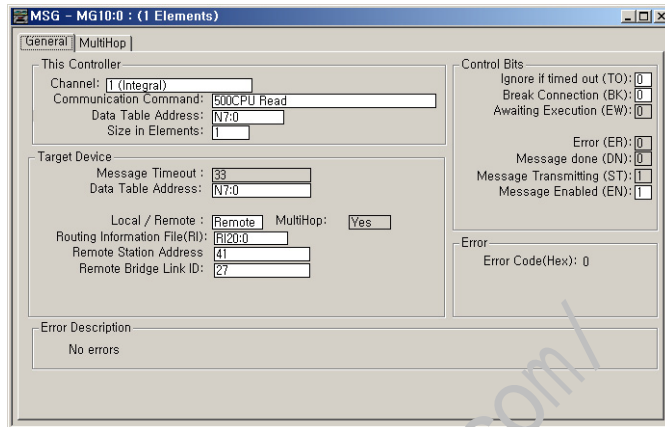 MSG - MG10:0 : (1 Elements)
General MultiHop
This Controller
Channel: 1 (Integral)
Communication Command: 500CPU Read
Data Table Address: N7:0
Size in Elements: 1
Target Device
Message Timeout : 33
Data Table Address: N7:0
Local / Remote : Remote MultiHop: Yes
Routing Information File(RI): RI20:0
Remote Station Address 41
Remote Bridge Link ID: 27
Control Bits
Ignore if timed out (TO): 0
Break Connection (BK): 0
Awaiting Execution (EW): 0
Error (ER): 0
Message done (DN): 0
Message Transmitting (ST): 1
Message Enabled (EN): 1
Error
Error Code(Hex): 0
Error Description
No errors
.com/